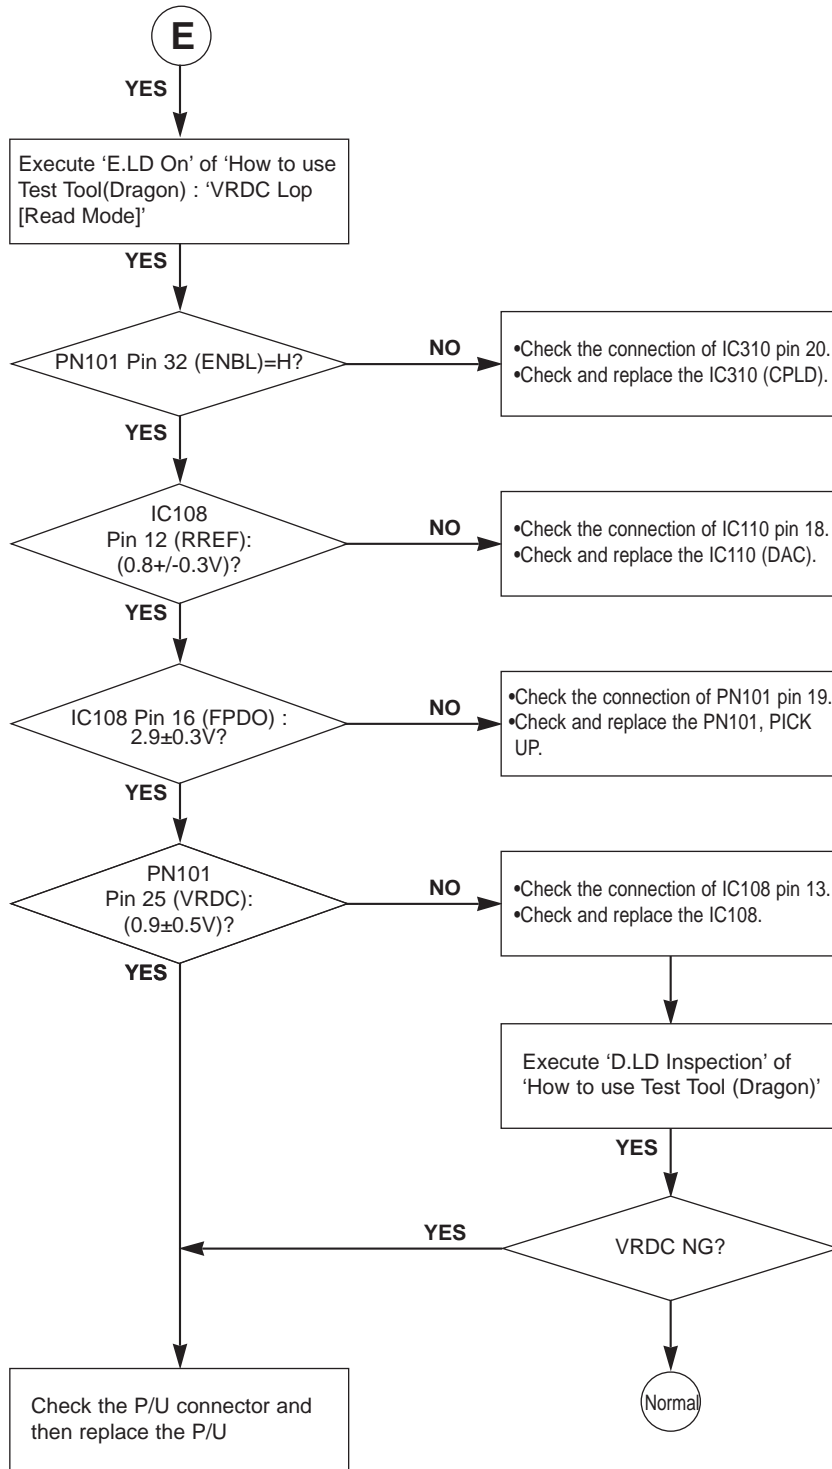 E
YES
Execute ‘E.LD On’ of ‘How to use
Test Tool(Dragon) : ‘VRDC Lop
[Read Mode]’
YES
PN101 Pin 32 (ENBL)=H?
NO
•Check the connection of IC310 pin 20.
•Check and replace the IC310 (CPLD).
YES
IC108
Pin 12 (RREF):
(0.8+/-0.3V)?
NO
•Check the connection of IC110 pin 18.
•Check and replace the IC110 (DAC).
YES
IC108 Pin 16 (FPDO) :
2.9±0.3V?
NO
•Check the connection of PN101 pin 19.
•Check and replace the PN101, PICK
UP.
YES
PN101
Pin 25 (VRDC):
(0.9±0.5V)?
NO
•Check the connection of IC108 pin 13.
•Check and replace the IC108.
YES
Execute ‘D.LD Inspection’ of
‘How to use Test Tool (Dragon)’
YES
VRDC NG?
YES
Check the P/U connector and
then replace the P/U
Normal